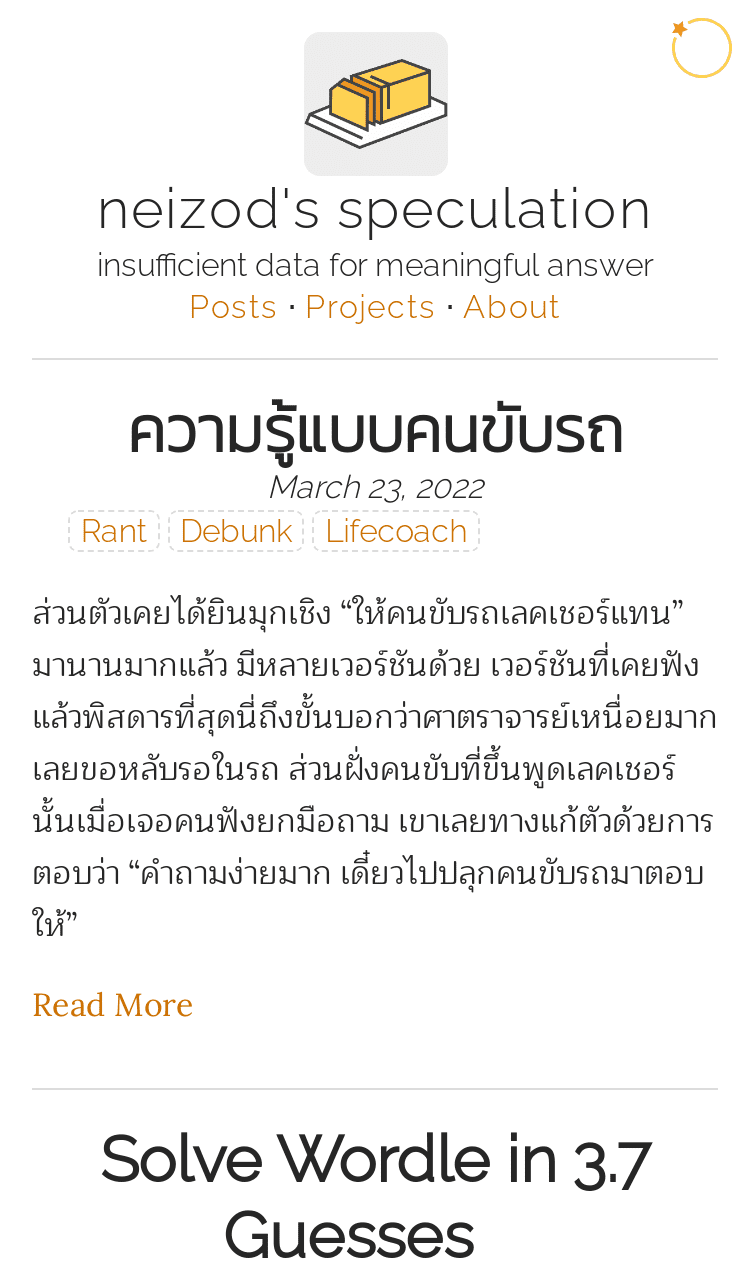 neizod's speculation
insufficient data for meaningful answer
Posts · Projects · About
ความรู้แบบคนขับรถ
March 23, 2022
Rant Debunk Lifecoach
ส่วนตัวเคยได้ยินมุกเชิง “ให้คนขับรถเลคเชอร์แทน”
มานานมากแล้ว มีหลายเวอร์ชันด้วย เวอร์ชันที่เคยฟัง
แล้วพิสดารที่สุดนี่ถึงขั้นบอกว่าศาตราจารย์เหนื่อยมาก
เลยขอหลับรอในรถ ส่วนฝั่งคนขับที่ขึ้นพูดเลคเชอร์
นั้นเมื่อเจอคนฟังยกมือถาม เขาเลยทางแก้ตัวด้วยการ
ตอบว่า “คำถามง่ายมาก เดี๋ยวไปปลุกคนขับรถมาตอบ
ให้”
Read More
Solve Wordle in 3.7
Guesses